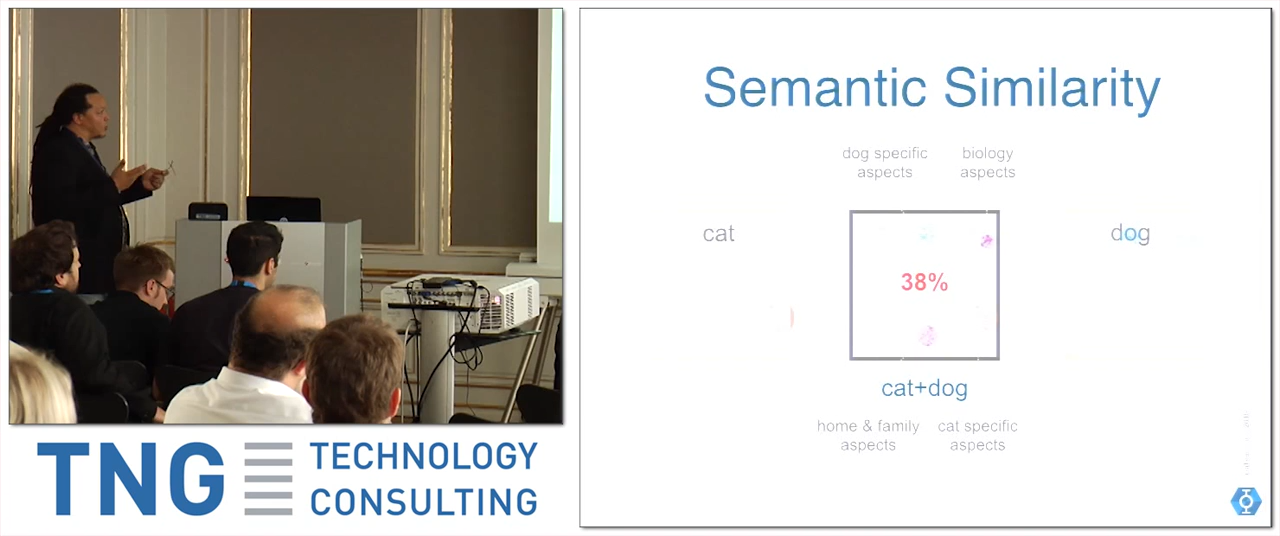 Semantic Similarity
dog specific
aspects
biology
aspects
cat
dog
38%
cat+dog
home & family
aspects
cat specific
aspects
TNG
TECHNOLOGY
CONSULTING